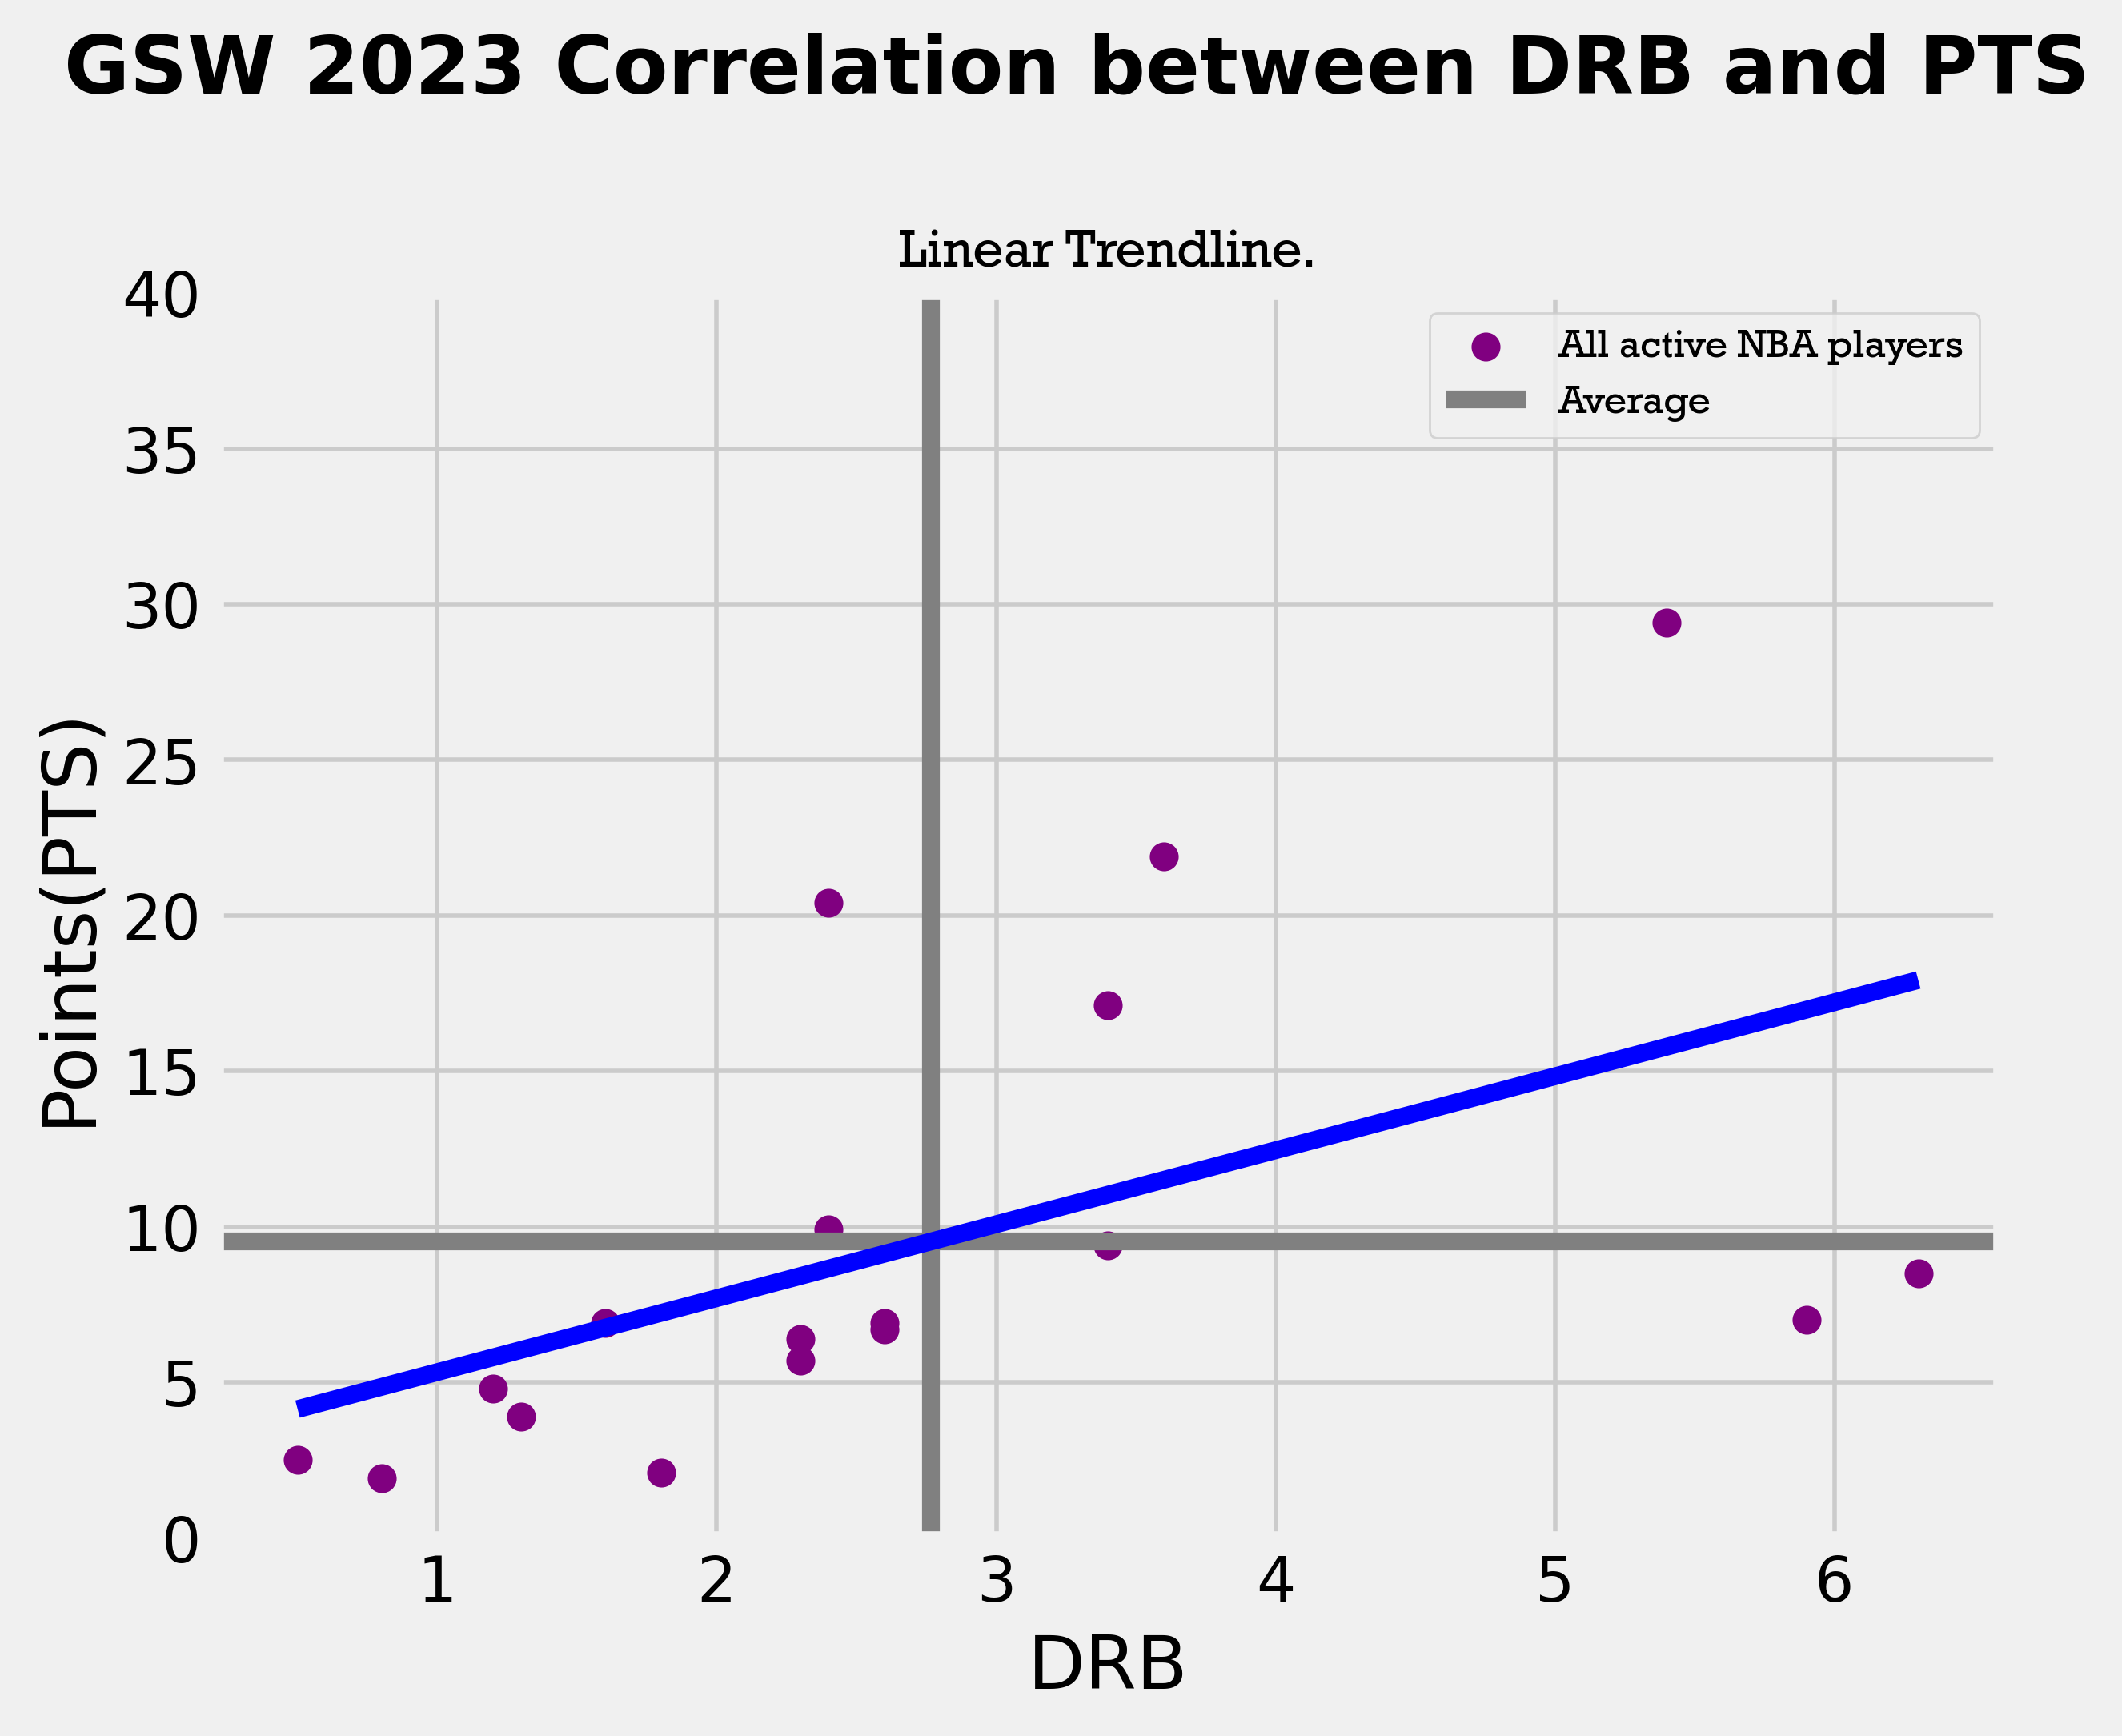 GSW 2023 Correlation between DRB and PTS
Linear Trendline.
All active NBA players
Average
Points(PTS)
40
35
30
25
20
15
10
5
0
1 2 3 4 5 6
DRB